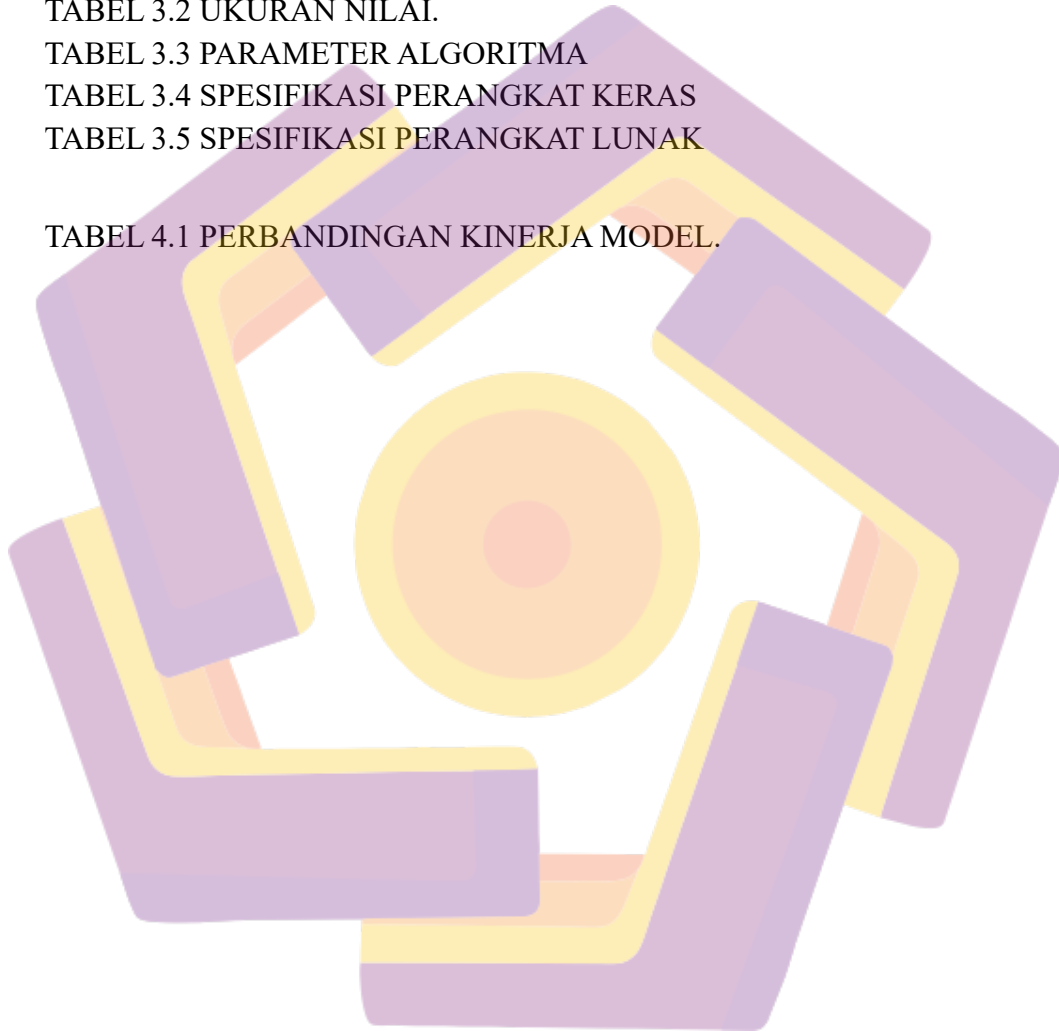 TABEL 3.2 UKURAN NILAI.
TABEL 3.3 PARAMETER ALGORITMA
TABEL 3.4 SPESIFIKASI PERANGKAT KERAS
TABEL 3.5 SPESIFIKASI PERANGKAT LUNAK
TABEL 4.1 PERBANDINGAN KINERJA MODEL.